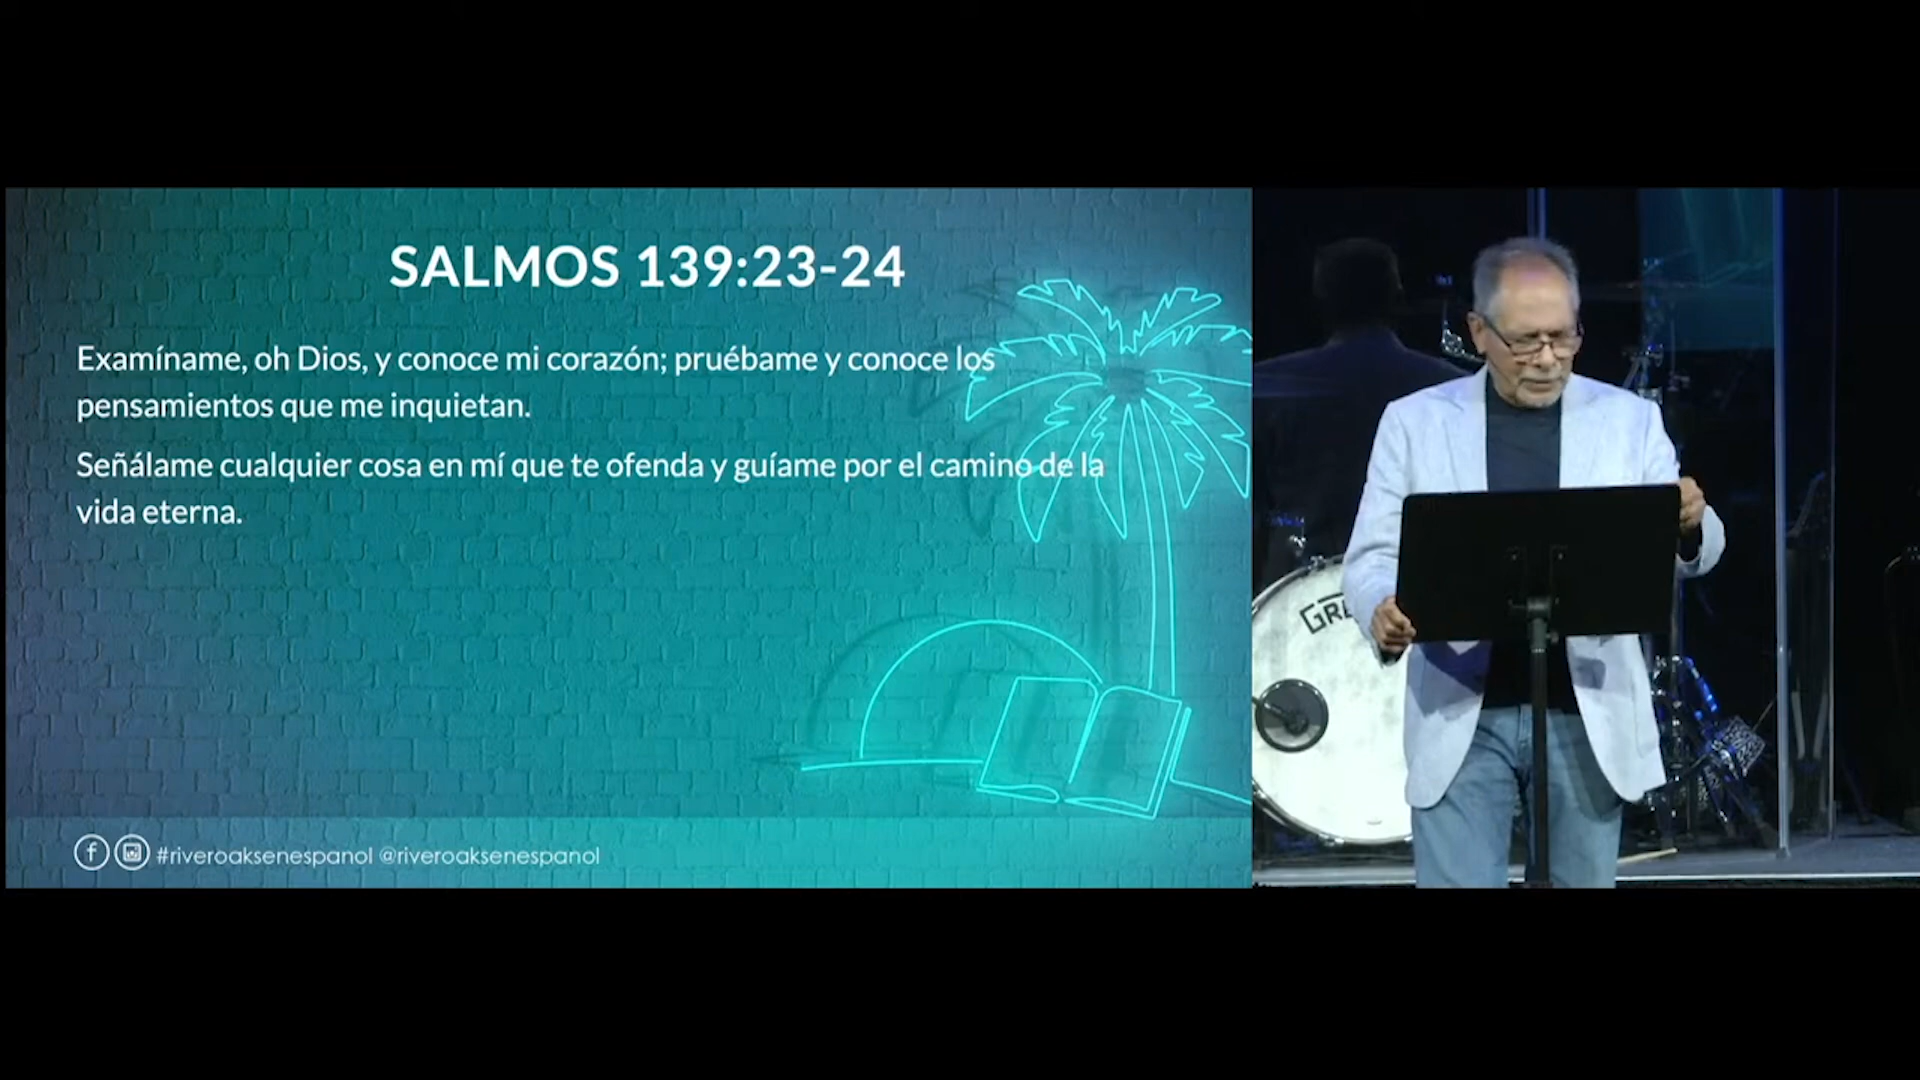 SALMOS 139:23-24
Examíname, oh Dios, y conoce mi corazón; pruébame y conoce los
pensamientos que me inquietan.
Señálame cualquier cosa en mí que te ofenda y guíame por el camino de la
vida eterna.
#riveroaksenespanol @riveroaksenespanol